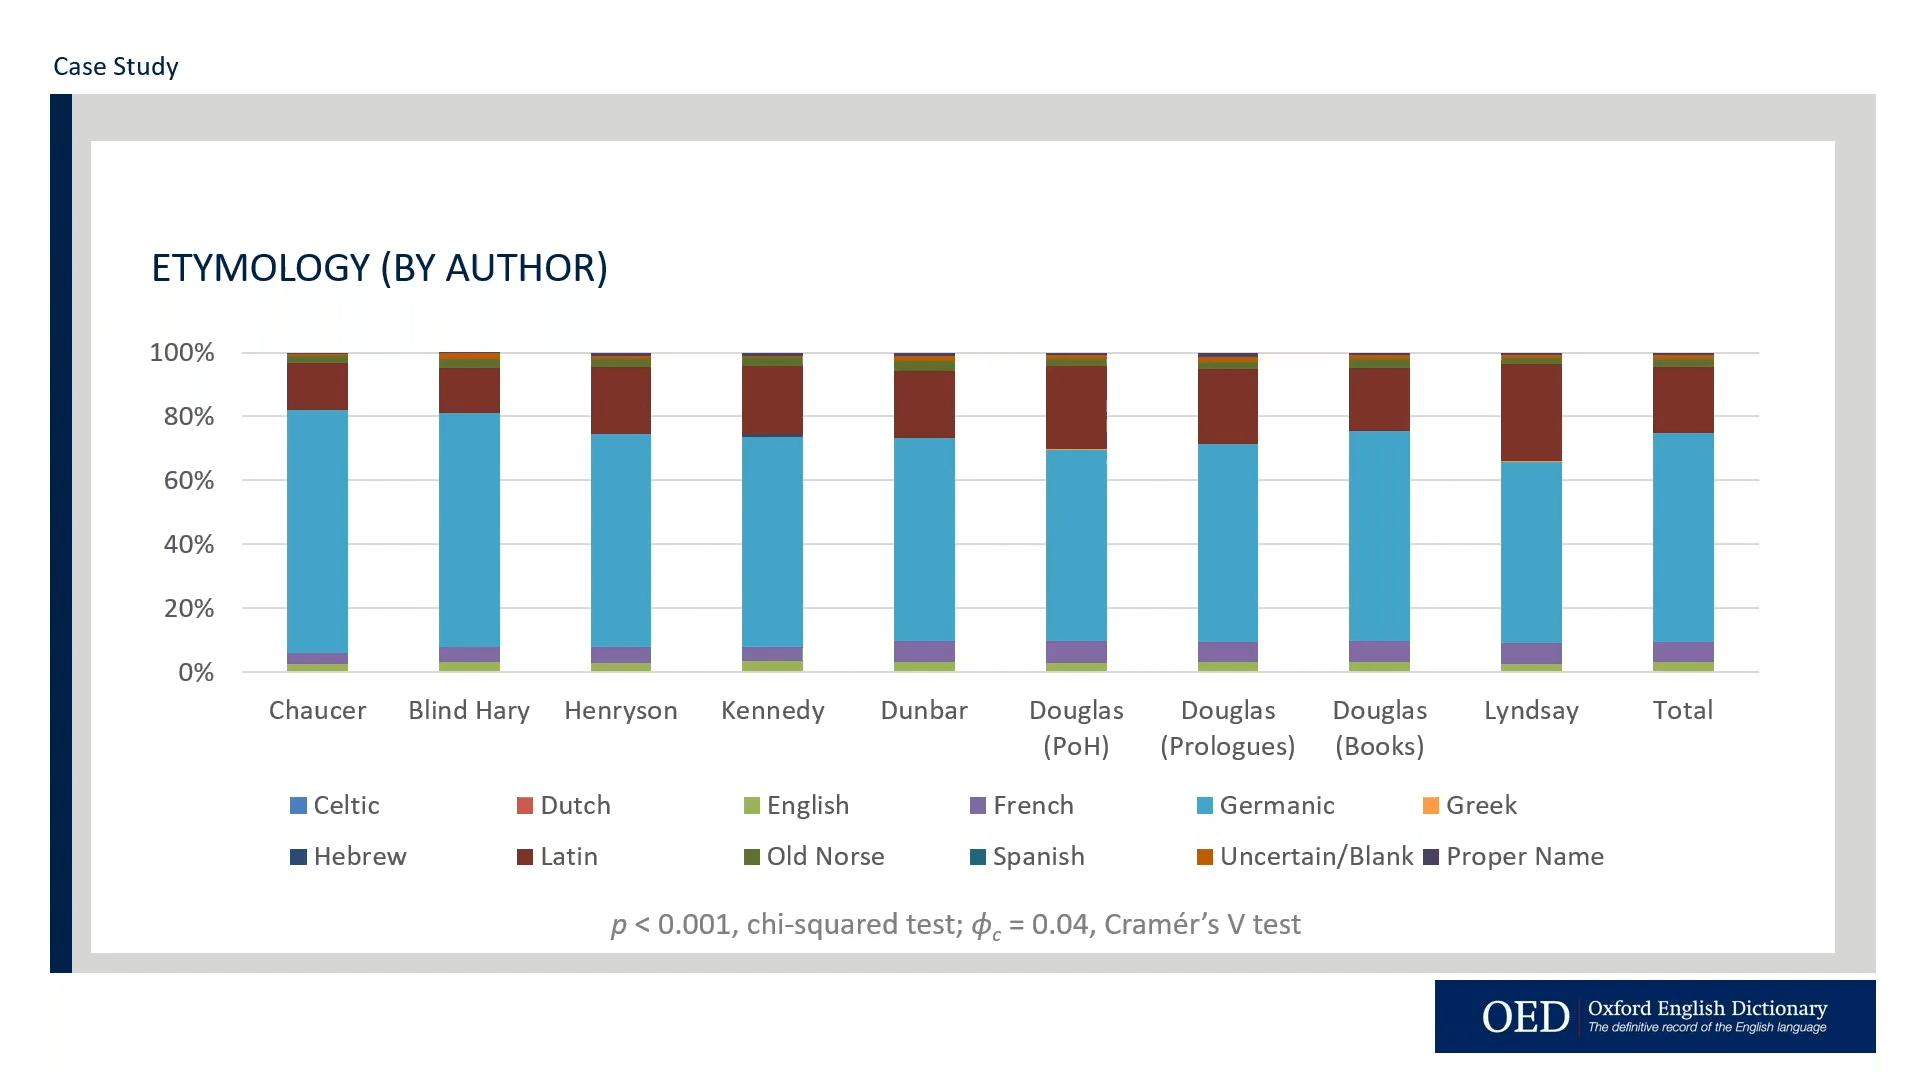 Case Study
ETYMOLOGY (BY AUTHOR)
100%
80%
60%
40%
20%
0%
Chaucer Blind Hary Henryson Kennedy Dunbar Douglas (PoH) Douglas (Prologues) Douglas (Books) Lyndsay Total
Celtic Dutch English French Germanic Greek
Hebrew Latin Old Norse Spanish Uncertain/Blank Proper Name
p < 0.001, chi-squared test; ϕc = 0.04, Cramér’s V test
OED Oxford English Dictionary
The definitive record of the English language